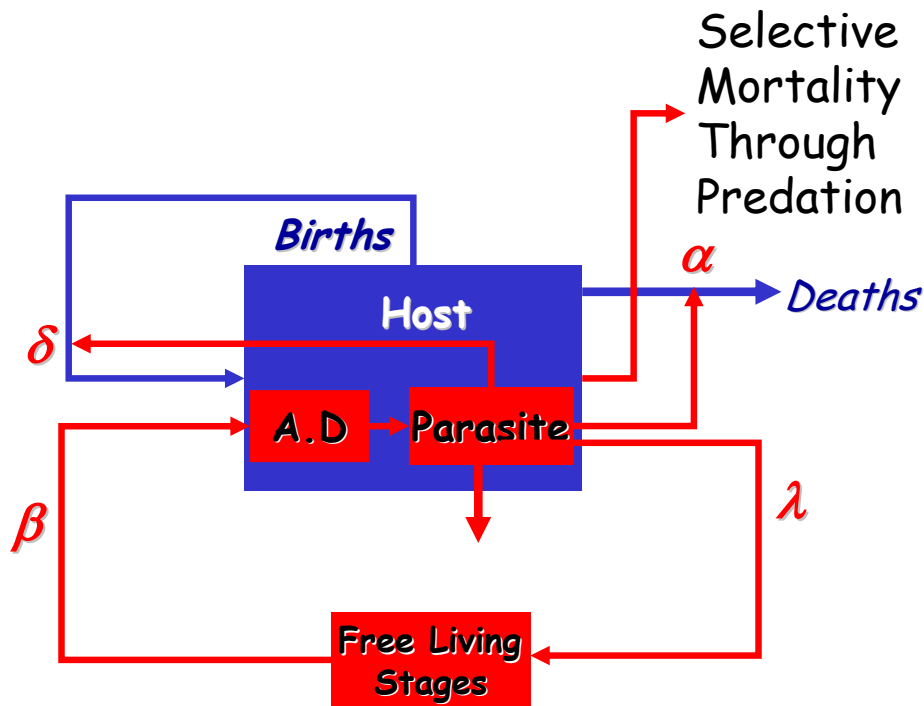 Selective
Mortality
Through
Predation
Births
α
Deaths
Host
δ
A.D
Parasite
β
λ
Free Living
Stages